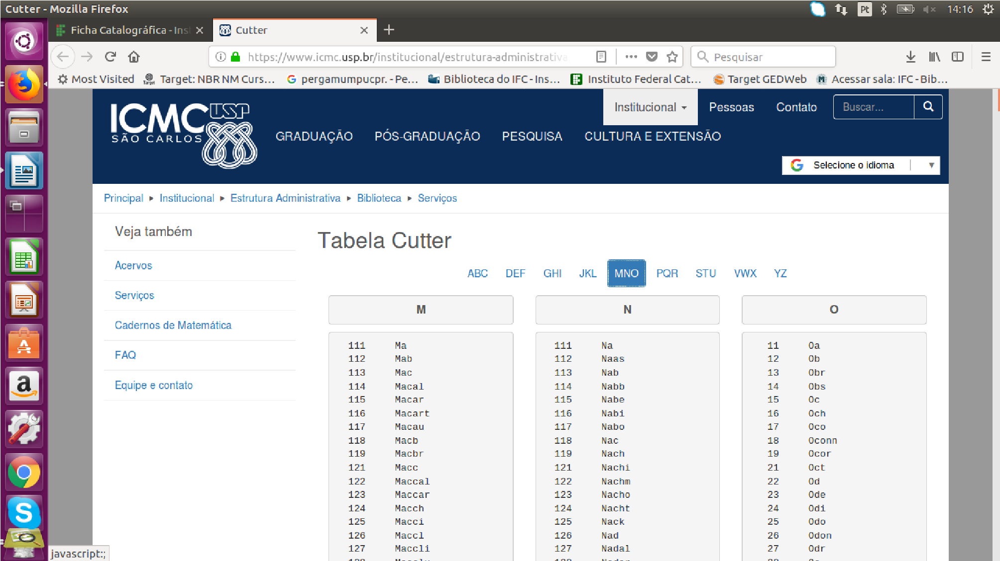 Cutter - Mozilla Firefox
Pt
14:16
Ficha Catalográfica - Inst
Cutter
https://www.icmc.usp.br/institucional/estrutura-administrativa
Pesquisar
Most Visited
Target: NBR NM Curs...
pergamumpucpr. - Pe...
Biblioteca do IFC - Ins...
Instituto Federal Cat...
Target GEDWeb
Acessar sala: IFC - Bib...
Institucional
Pessoas
Contato
Buscar...
ICMC USP
SÃO CARLOS
GRADUAÇÃO
PÓS-GRADUAÇÃO
PESQUISA
CULTURA E EXTENSÃO
Selecione o idioma
Principal ▸ Institucional ▸ Estrutura Administrativa ▸ Biblioteca ▸ Serviços
Veja também
Acervos
Serviços
Cadernos de Matemática
FAQ
Equipe e contato
Tabela Cutter
ABC DEF GHI JKL MNO PQR STU VWX YZ
M
111 Ma
112 Mab
113 Mac
114 Macal
115 Macar
116 Macart
117 Macau
118 Macb
119 Macbr
121 Macc
122 Maccal
123 Maccar
124 Macch
125 Macci
126 Maccl
127 Maccli
N
111 Na
112 Naas
113 Nab
114 Nabb
115 Nabe
116 Nabi
117 Nabo
118 Nac
119 Nach
121 Nachi
122 Nachm
123 Nacho
124 Nacht
125 Nack
126 Nad
127 Nadal
O
11 Oa
12 Ob
13 Obr
14 Obs
15 Oc
16 Och
17 Oco
18 Oconn
19 Ocor
21 Oct
22 Od
23 Ode
24 Odi
25 Odo
26 Odon
27 Odr
javascript:;